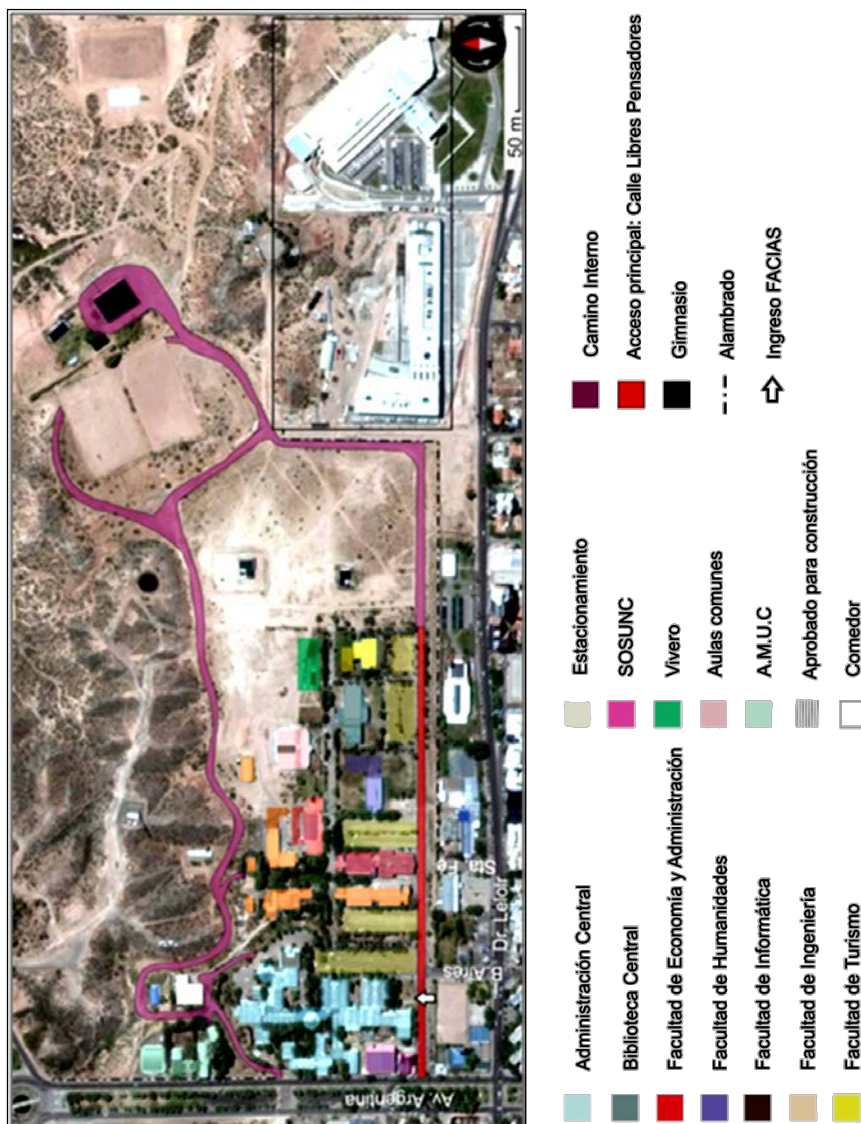 50 m
Av. Argentina
B.Aires
Dr. Leloir
Sta. Fe
Administración Central
Biblioteca Central
Facultad de Economía y Administración
Facultad de Humanidades
Facultad de Informática
Facultad de Ingeniería
Facultad de Turismo
Estacionamiento
SOSUNC
Vivero
Aulas comunes
A.M.U.C
Aprobado para construcción
Comedor
Camino Interno
Acceso principal: Calle Libres Pensadores
Gimnasio
Alambrado
Ingreso FACIAS